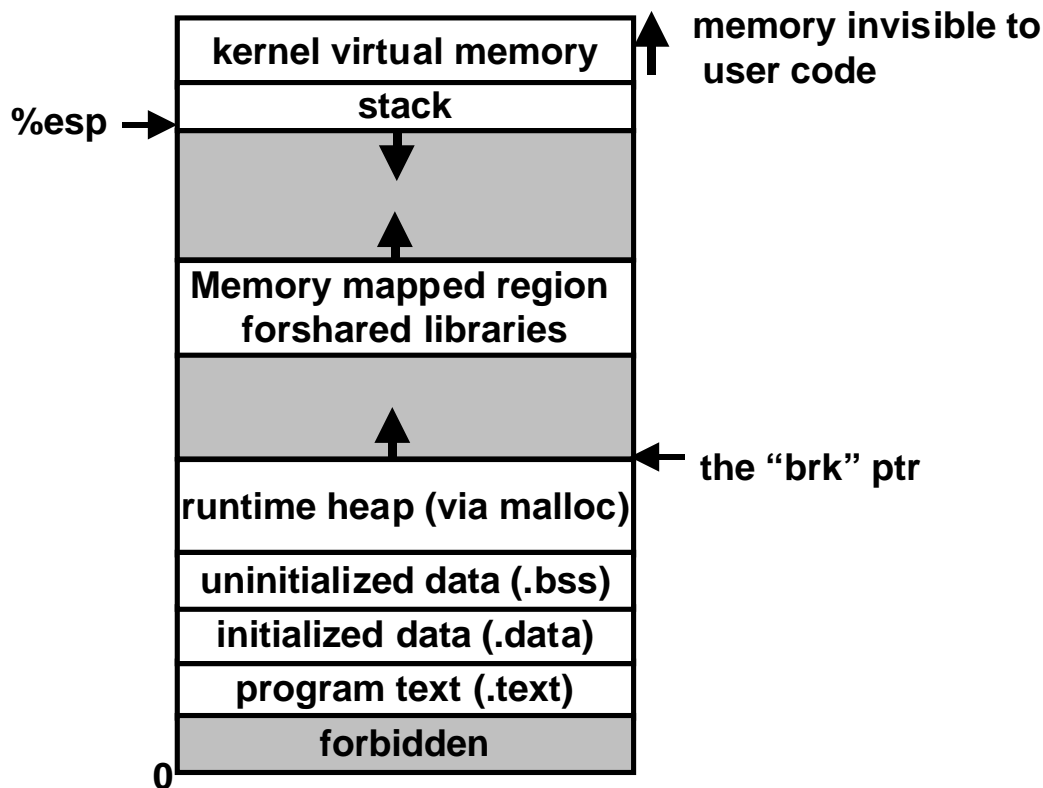 memory invisible to
user code
kernel virtual memory
stack
%esp
Memory mapped region
forshared libraries
the “brk” ptr
runtime heap (via malloc)
uninitialized data (.bss)
initialized data (.data)
program text (.text)
forbidden
0